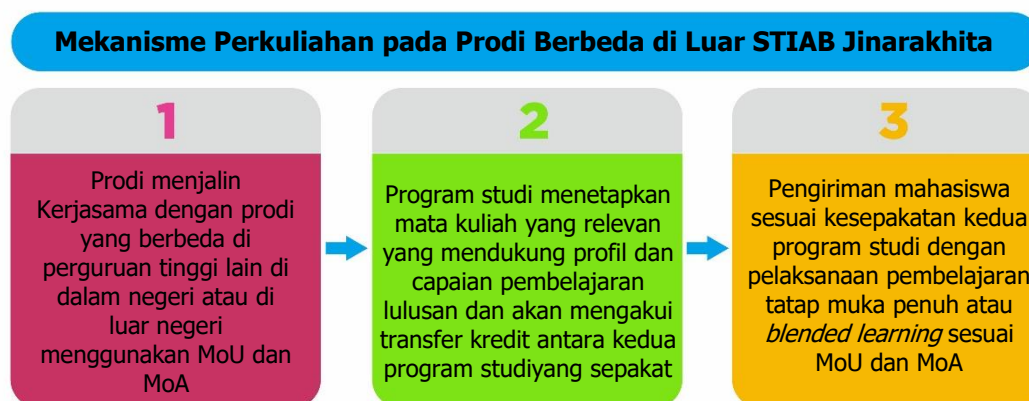 Mekanisme Perkuliahan pada Prodi Berbeda di Luar STIAB Jinarakhita
1
Prodi menjalin
Kerjasama dengan prodi
yang berbeda di
perguruan tinggi lain di
dalam negeri atau di
luar negeri
menggunakan MoU dan
MoA
2
Program studi menetapkan
mata kuliah yang relevan
yang mendukung profil dan
capaian pembelajaran
lulusan dan akan mengakui
transfer kredit antara kedua
program studiyang sepakat
3
Pengiriman mahasiswa
sesuai kesepakatan kedua
program studi dengan
pelaksanaan pembelajaran
tatap muka penuh atau
blended learning sesuai
MoU dan MoA